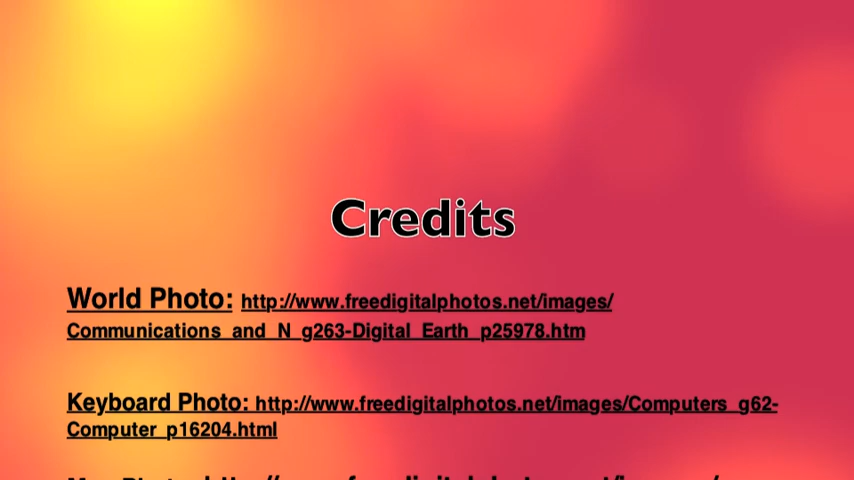 Credits
World Photo: http://www.freedigitalphotos.net/images/
Communications_and_N_g263-Digital_Earth_p25978.htm
Keyboard Photo: http://www.freedigitalphotos.net/images/Computers_g62-
Computer_p16204.html